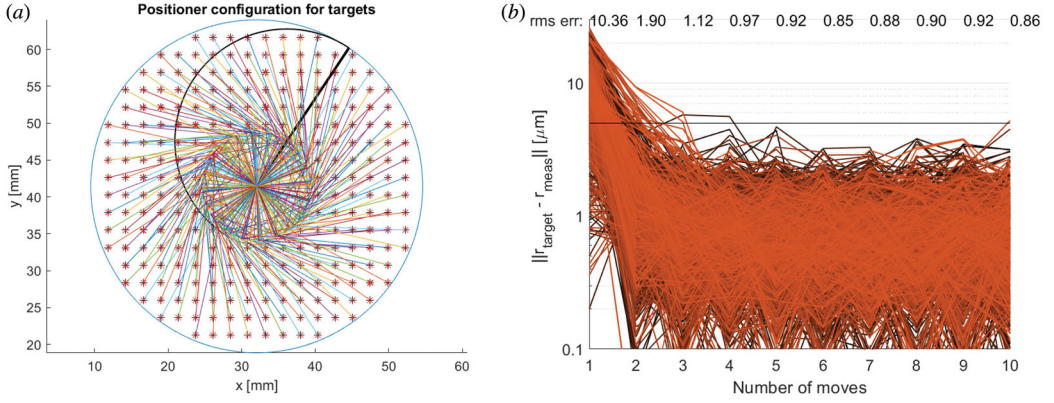 (a)
Positioner configuration for targets
60
55
50
45
40
35
30
25
20
y [mm]
10 20 30 40 50 60
x [mm]
(b)
rms err: 10.36 1.90 1.12 0.97 0.92 0.85 0.88 0.90 0.92 0.86
10
1
0.1
||r_target - r_meas|| [μm]
1 2 3 4 5 6 7 8 9 10
Number of moves